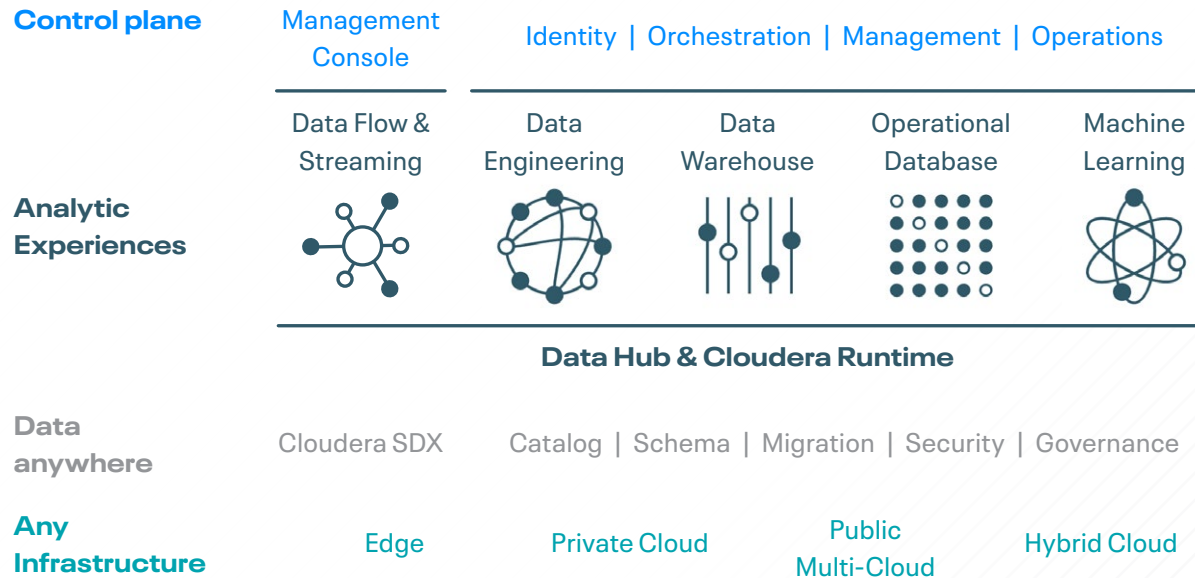 Control plane
Management
Console
Identity | Orchestration | Management | Operations
Data Flow &
Streaming
Data
Engineering
Data
Warehouse
Operational
Database
Machine
Learning
Analytic
Experiences
Data Hub & Cloudera Runtime
Data
anywhere
Cloudera SDX
Catalog | Schema | Migration | Security | Governance
Any
Infrastructure
Edge
Private Cloud
Public
Multi-Cloud
Hybrid Cloud